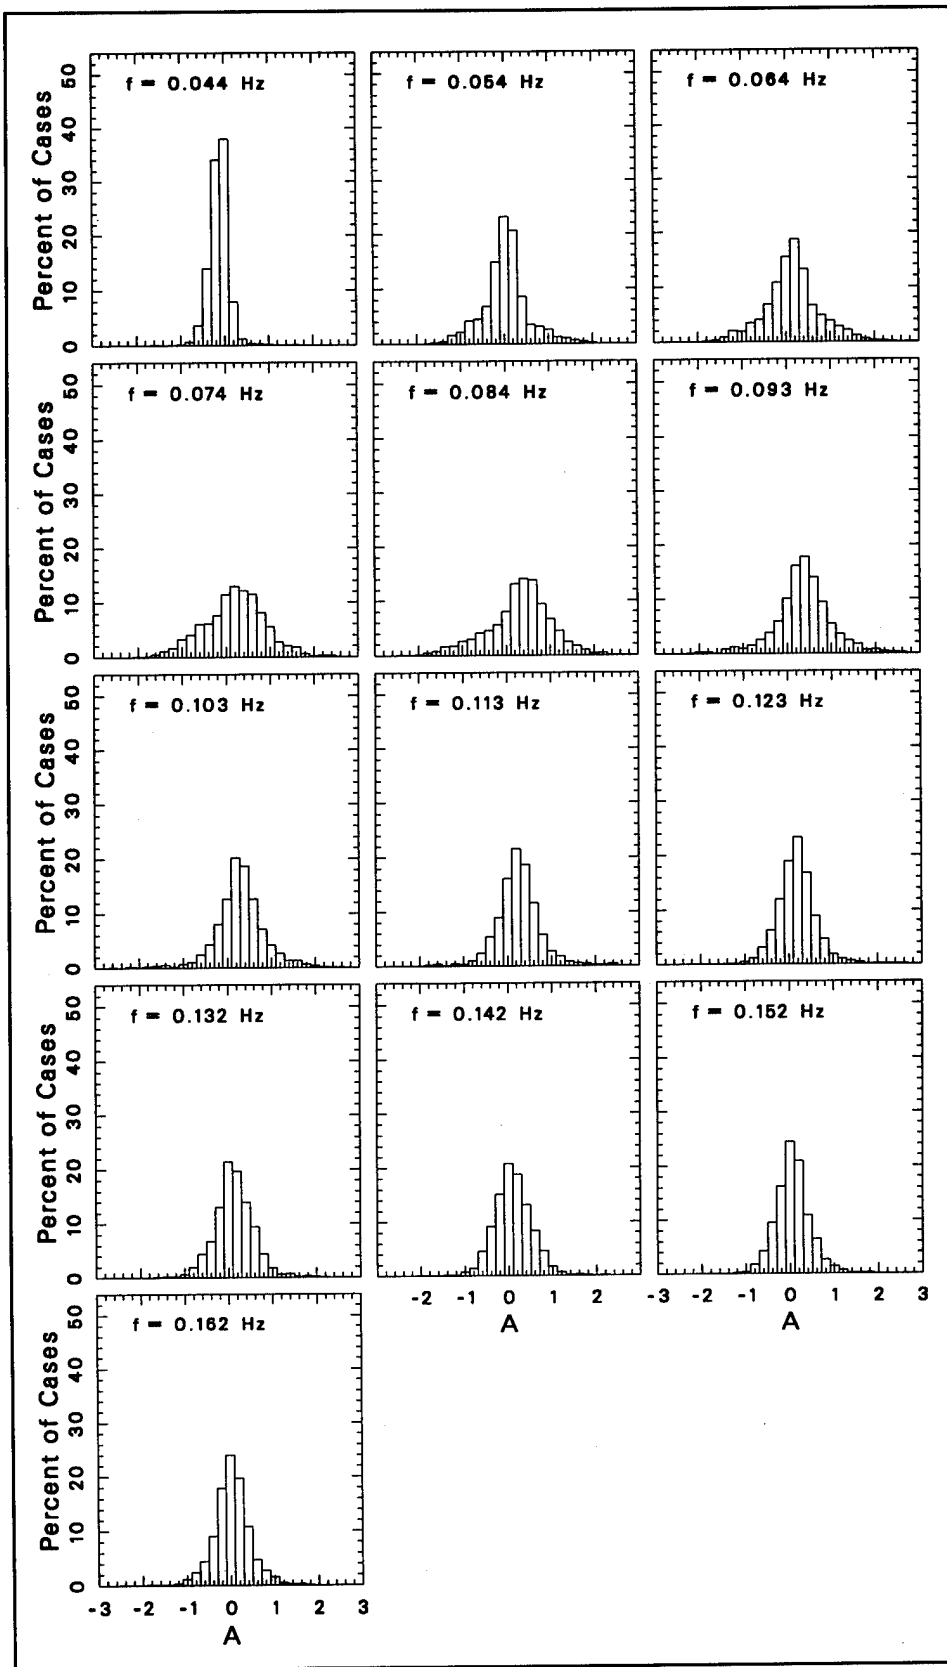 f = 0.044 Hz
f = 0.054 Hz
f = 0.064 Hz
Percent of Cases
50
40
30
20
10
0
f = 0.074 Hz
f = 0.084 Hz
f = 0.093 Hz
Percent of Cases
50
40
30
20
10
0
f = 0.103 Hz
f = 0.113 Hz
f = 0.123 Hz
Percent of Cases
50
40
30
20
10
0
f = 0.132 Hz
f = 0.142 Hz
f = 0.152 Hz
Percent of Cases
50
40
30
20
10
0
-2 -1 0 1 2
A
-3 -2 -1 0 1 2 3
A
f = 0.162 Hz
Percent of Cases
50
40
30
20
10
0
-3 -2 -1 0 1 2 3
A